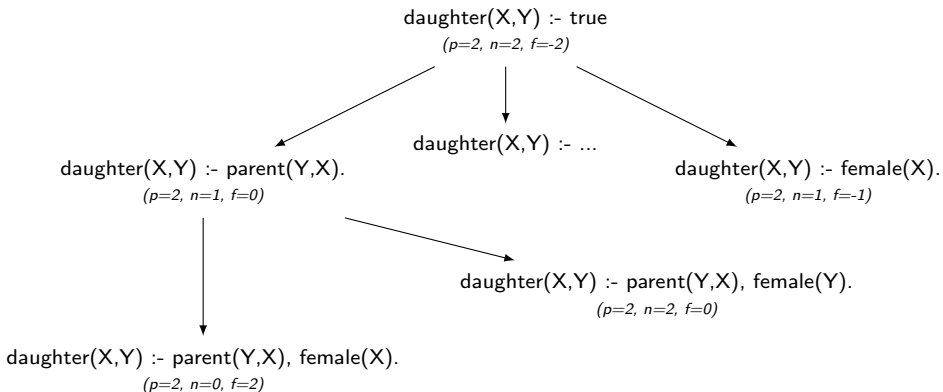 daughter(X,Y) :- true
(p=2, n=2, f=-2)
daughter(X,Y) :- ...
daughter(X,Y) :- parent(Y,X).
(p=2, n=1, f=0)
daughter(X,Y) :- female(X).
(p=2, n=1, f=-1)
daughter(X,Y) :- parent(Y,X), female(Y).
(p=2, n=2, f=0)
daughter(X,Y) :- parent(Y,X), female(X).
(p=2, n=0, f=2)